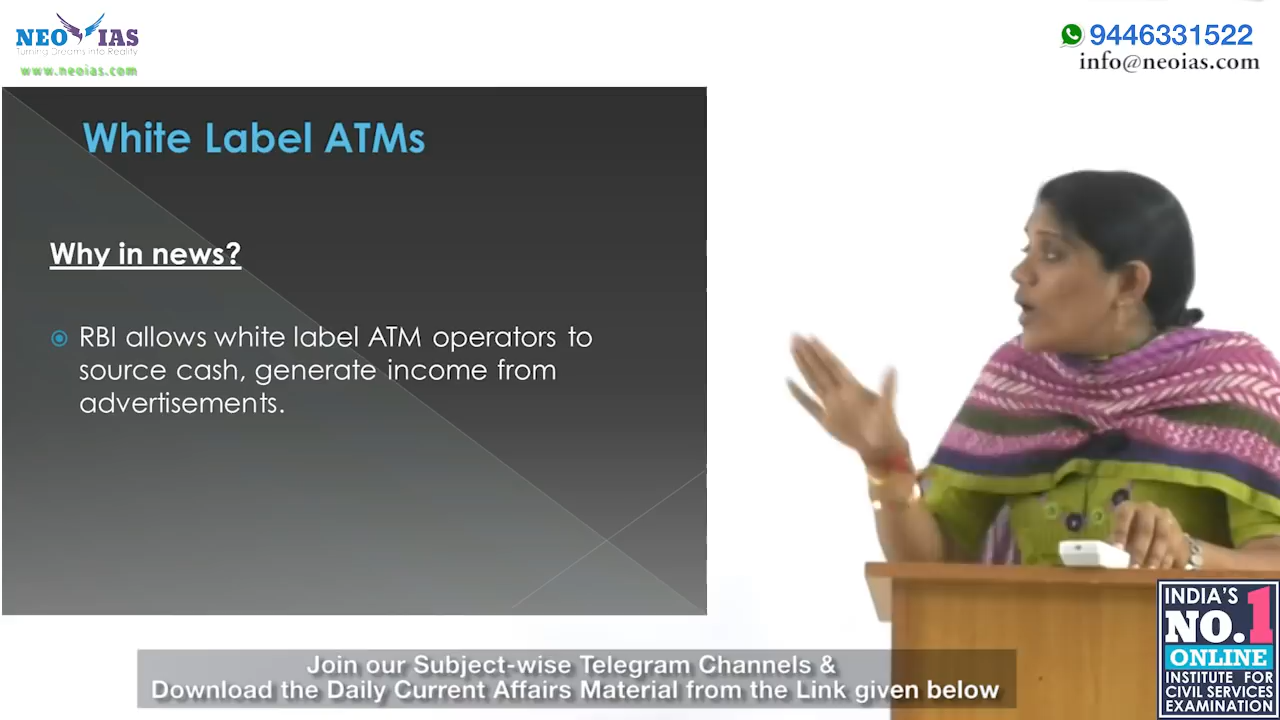 NEO IAS
Turning Dreams into Reality
www.neoias.com
9446331522
info@neoias.com
White Label ATMs
Why in news?
RBI allows white label ATM operators to
source cash, generate income from
advertisements.
INDIA'S
NO.1
ONLINE
INSTITUTE FOR
CIVIL SERVICES
EXAMINATION
Join our Subject-wise Telegram Channels &
Download the Daily Current Affairs Material from the Link given below